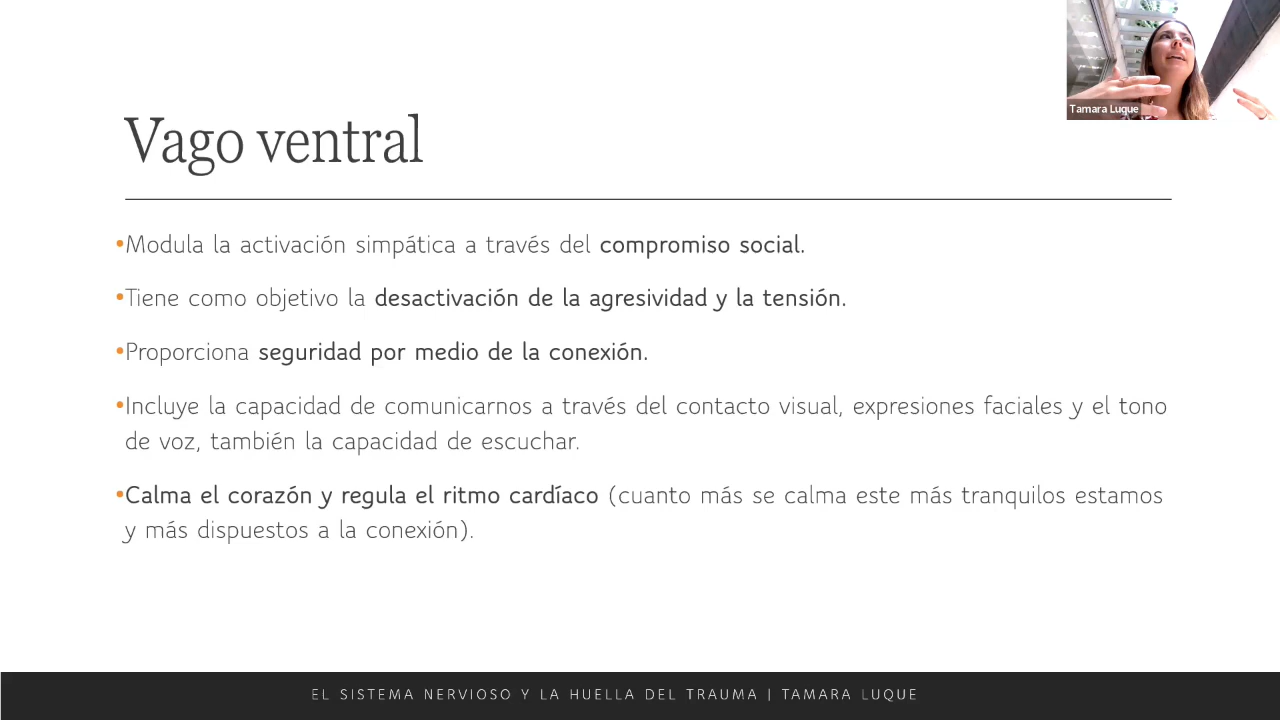 Tamara Luque
Vago ventral
•Modula la activación simpática a través del compromiso social.
•Tiene como objetivo la desactivación de la agresividad y la tensión.
•Proporciona seguridad por medio de la conexión.
•Incluye la capacidad de comunicarnos a través del contacto visual, expresiones faciales y el tono
de voz, también la capacidad de escuchar.
•Calma el corazón y regula el ritmo cardíaco (cuanto más se calma este más tranquilos estamos
y más dispuestos a la conexión).
EL SISTEMA NERVIOSO Y LA HUELLA DEL TRAUMA | TAMARA LUQUE